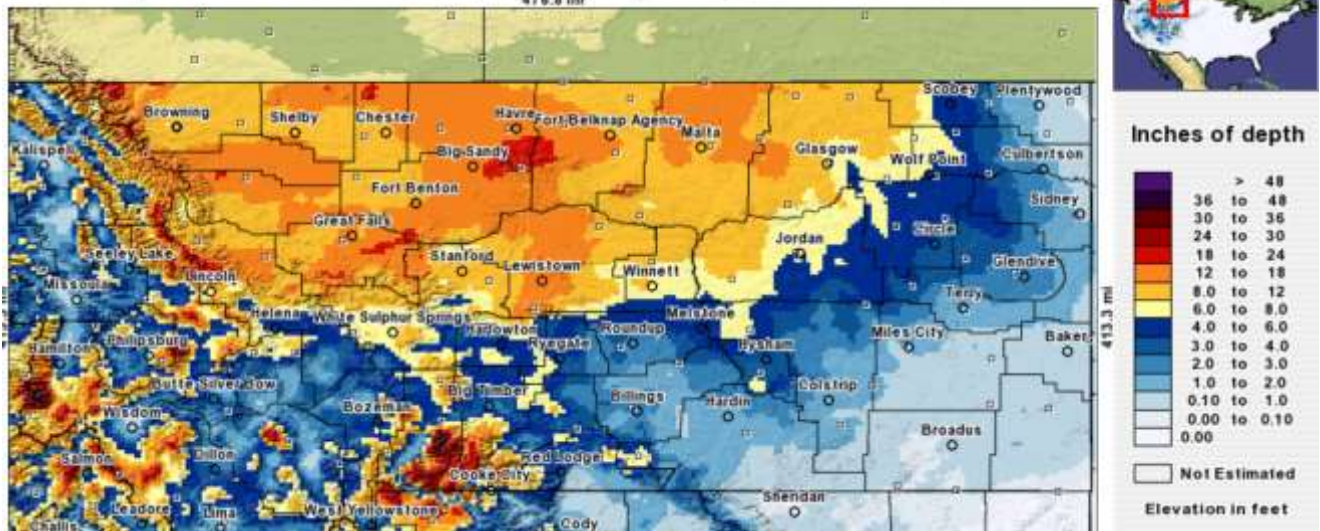 Scobey Plentywood
Browning Shelby Chester Havre Fort Belknap Agency Malta
Kalispell Big Sandy Glasgow Wolf Point Culbertson
Fort Benton Sidney
Great Falls Circle
Seeley Lake Stanford Lewistown Jordan Glendive
Missoula Lincoln Winnett Terry
Helena White Sulphur Springs Harlowton Roundup Melstone Miles City Baker
Hamilton Philipsburg Ryegate Hysham
Butte Silver Bow Big Timber Colstrip
Wisdom Bozeman Billings Hardin
Salmon Dillon Red Lodge Broadus
Cooke City
Challis Leadore Lima West Yellowstone Cody Sheridan
413.3 mi
Inches of depth
> 48
36 to 48
30 to 36
24 to 30
18 to 24
12 to 18
8.0 to 12
6.0 to 8.0
4.0 to 6.0
3.0 to 4.0
2.0 to 3.0
1.0 to 2.0
0.10 to 1.0
0.00 to 0.10
0.00
Not Estimated
Elevation in feet